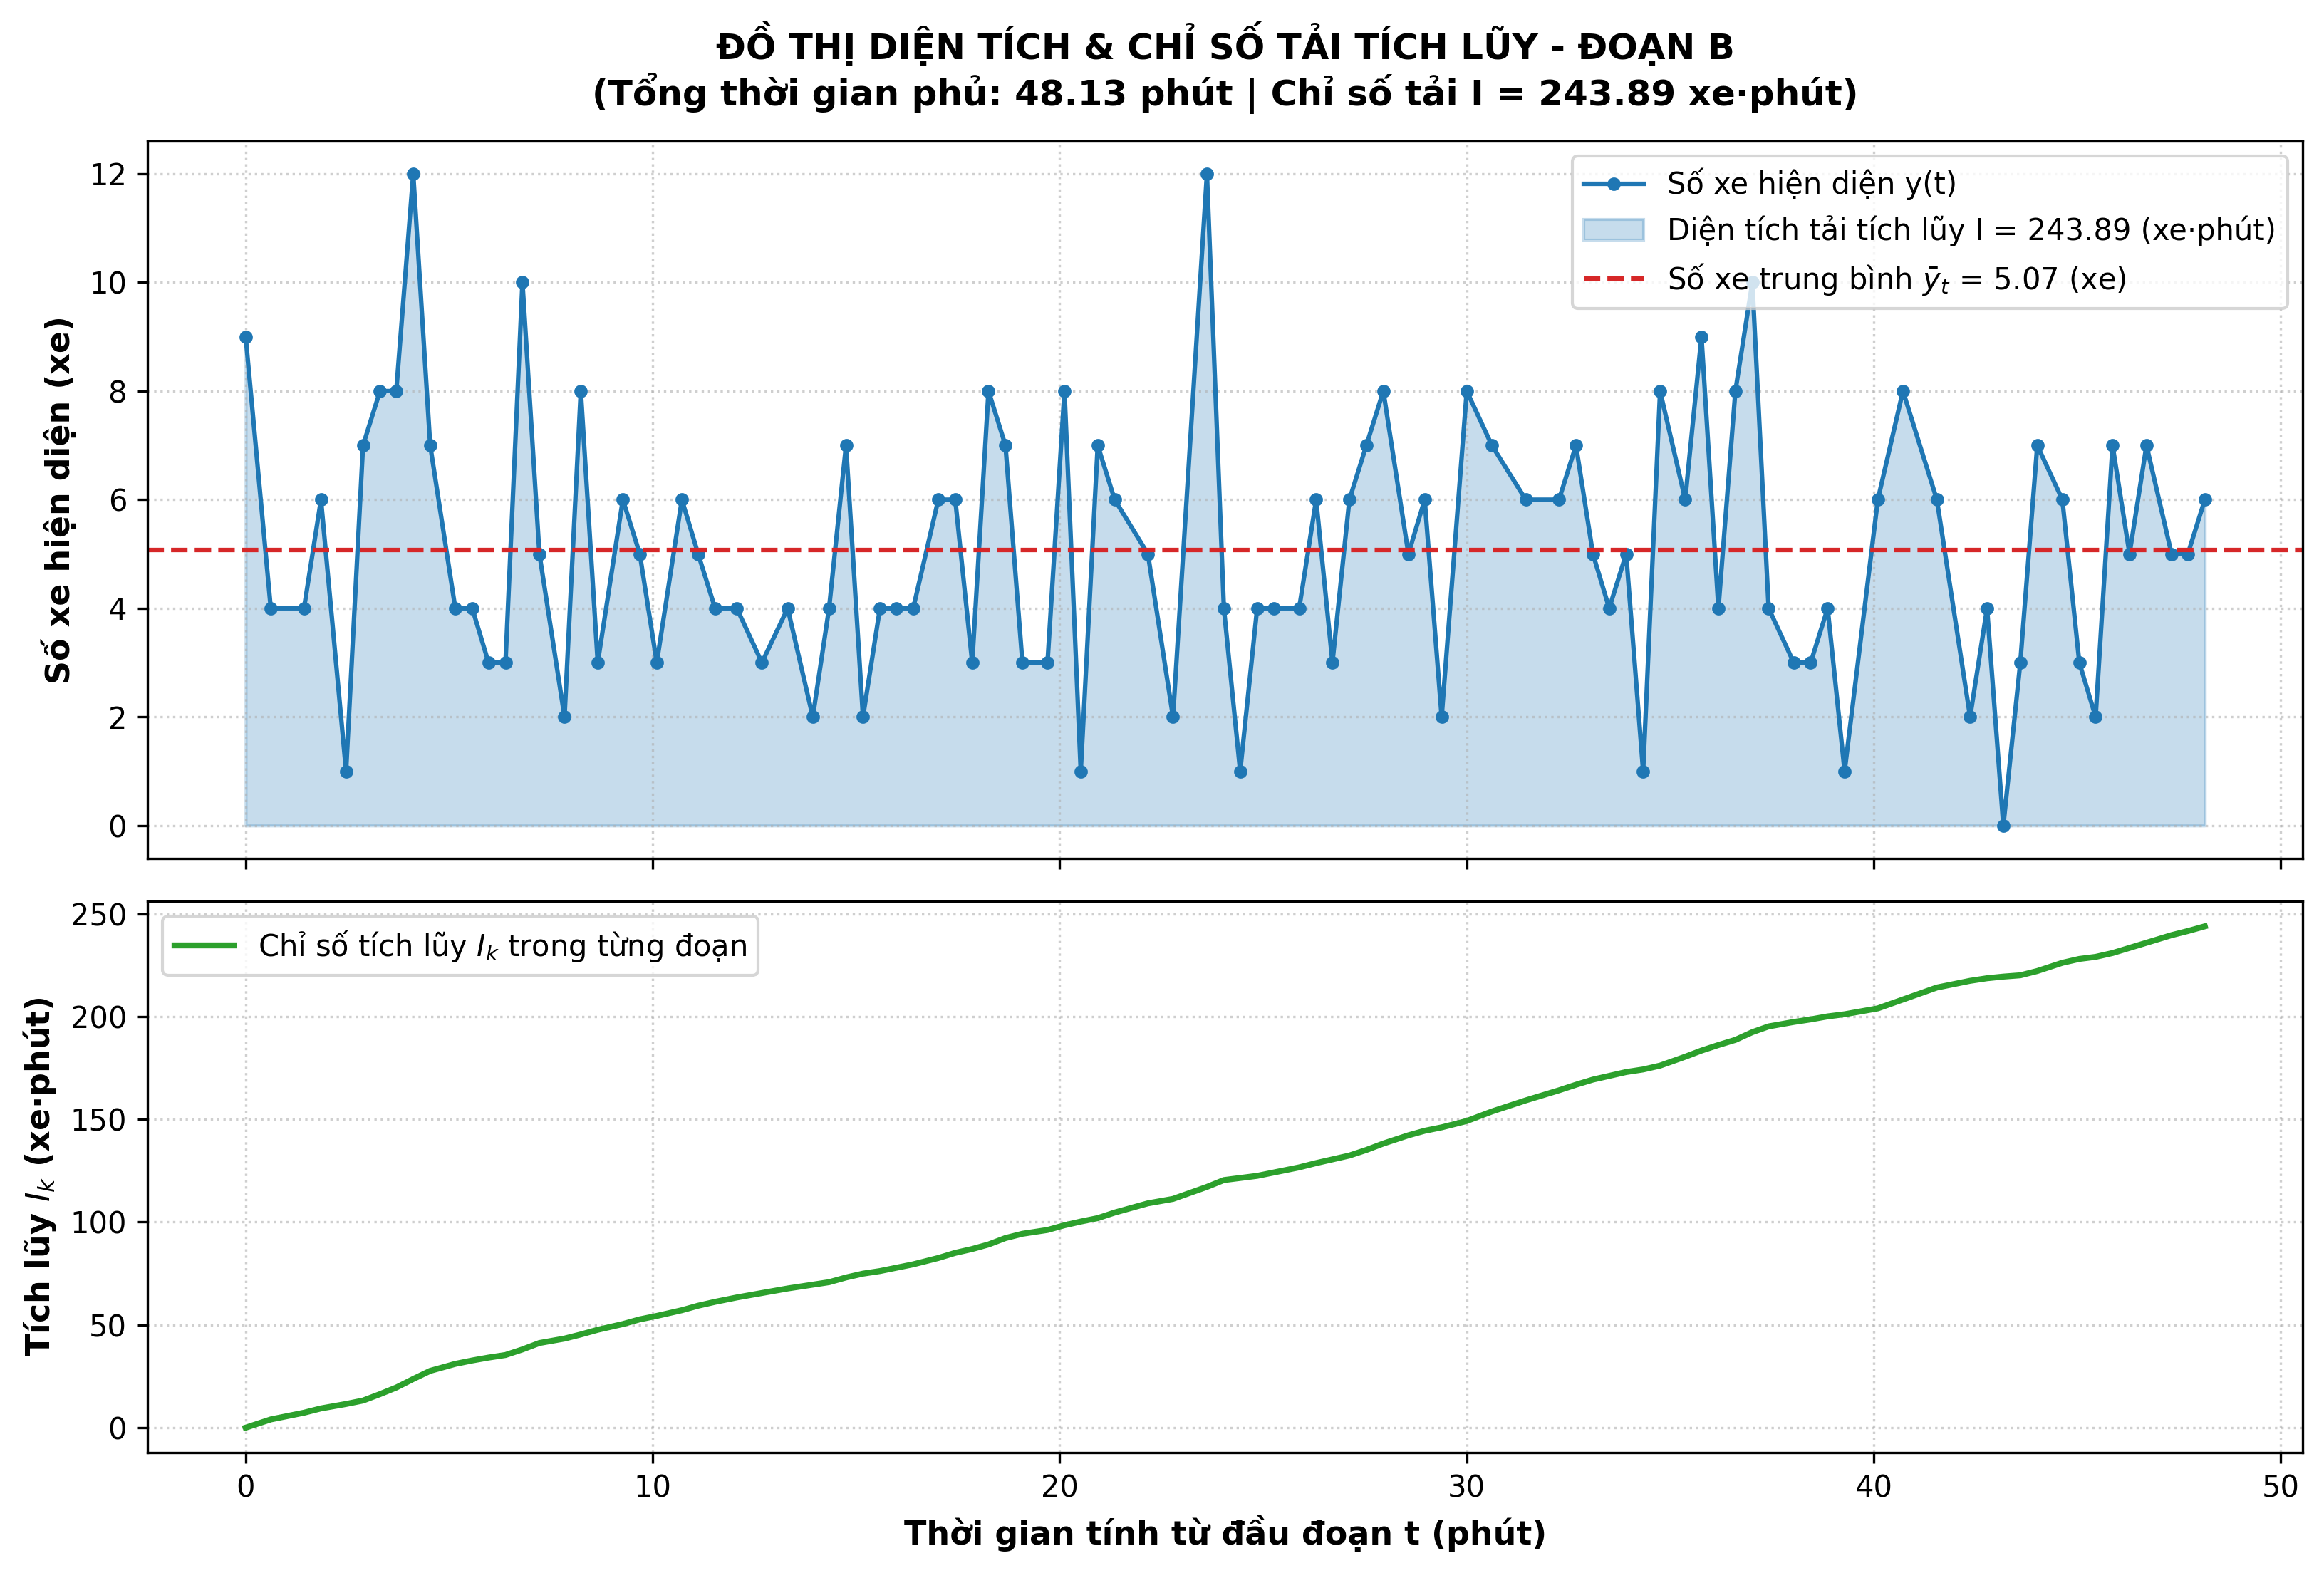 ĐỒ THỊ DIỆN TÍCH & CHỈ SỐ TẢI TÍCH LŨY - ĐOẠN B
(Tổng thời gian phủ: 48.13 phút | Chỉ số tải I = 243.89 xe·phút)
Số xe hiện diện (xe)
12
10
8
6
4
2
0
Số xe hiện diện y(t)
Diện tích tải tích lũy I = 243.89 (xe·phút)
Số xe trung bình ȳₜ = 5.07 (xe)
Tích lũy Iₖ (xe·phút)
250
200
150
100
50
0
Chỉ số tích lũy Iₖ trong từng đoạn
0 10 20 30 40 50
Thời gian tính từ đầu đoạn t (phút)